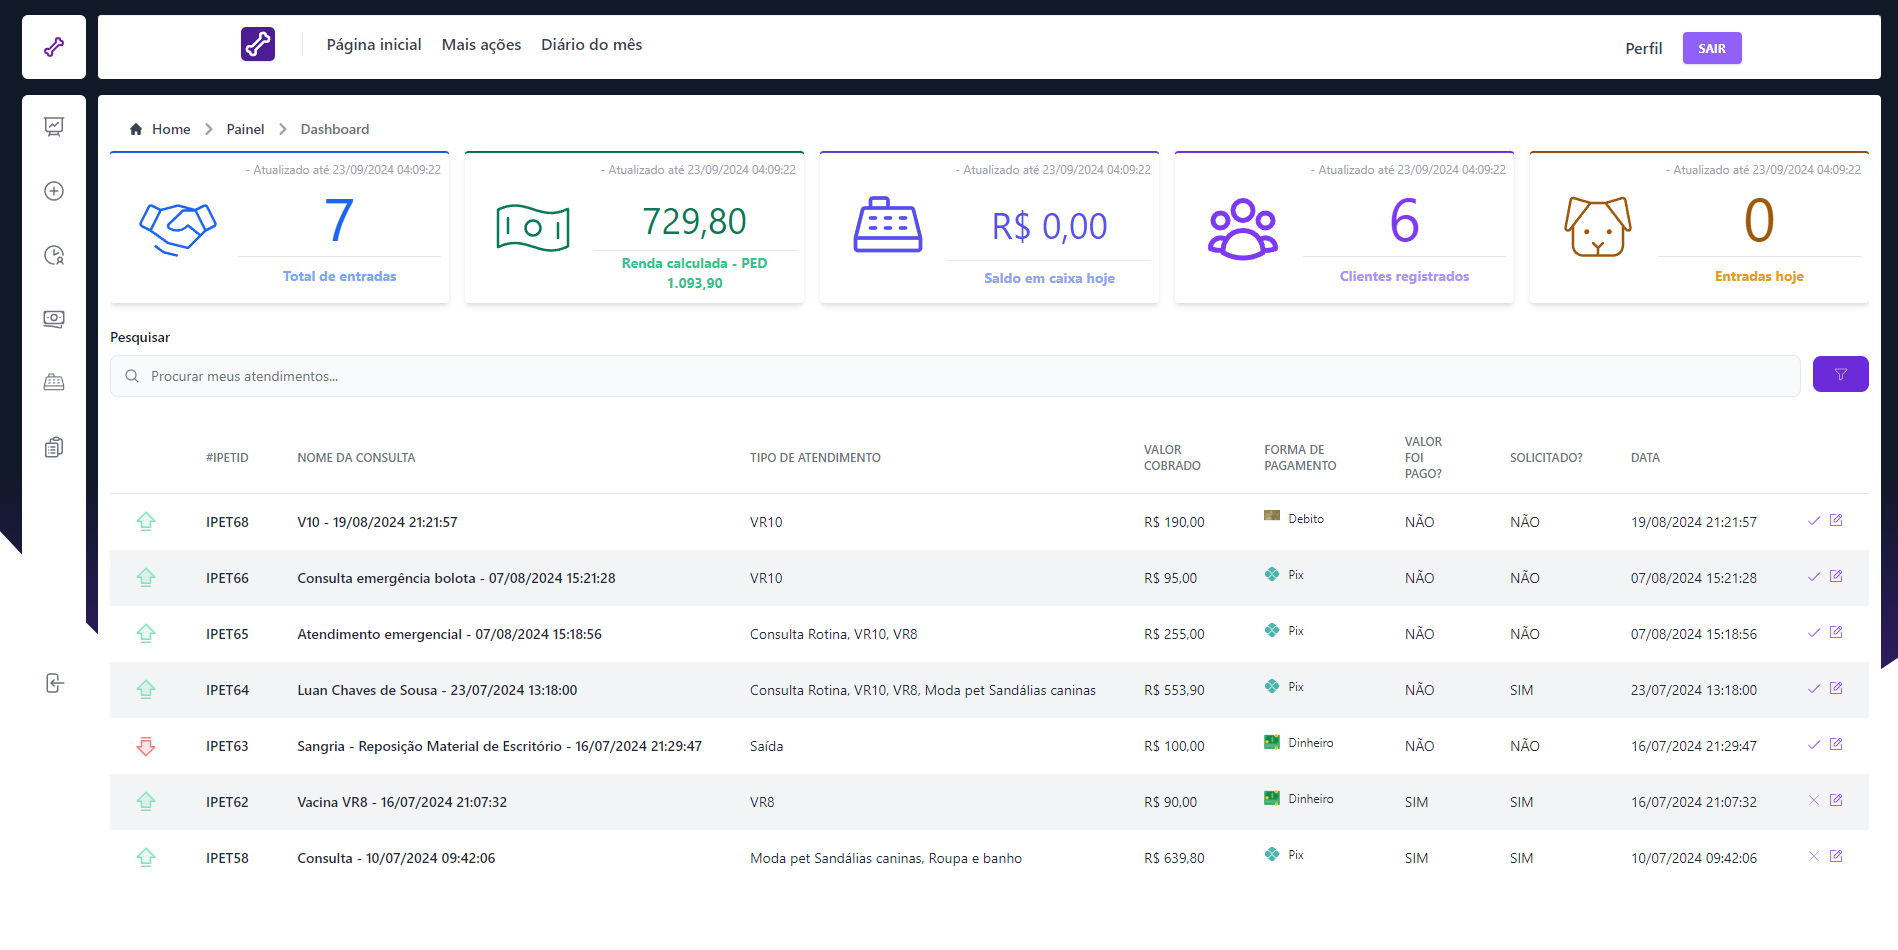 Página inicial Mais ações Diário do mês
Perfil SAIR
Home Painel Dashboard
- Atualizado até 23/09/2024 04:09:22
7
Total de entradas
- Atualizado até 23/09/2024 04:09:22
729,80
Renda calculada - PED
1.093,90
- Atualizado até 23/09/2024 04:09:22
R$ 0,00
Saldo em caixa hoje
- Atualizado até 23/09/2024 04:09:22
6
Clientes registrados
- Atualizado até 23/09/2024 04:09:22
0
Entradas hoje
Pesquisar
Procurar meus atendimentos...
#IPETID NOME DA CONSULTA TIPO DE ATENDIMENTO VALOR COBRADO FORMA DE PAGAMENTO VALOR FOI PAGO? SOLICITADO? DATA
IPET68 V10 - 19/08/2024 21:21:57 VR10 R$ 190,00 Debito NÃO NÃO 19/08/2024 21:21:57
IPET66 Consulta emergência bolota - 07/08/2024 15:21:28 VR10 R$ 95,00 Pix NÃO NÃO 07/08/2024 15:21:28
IPET65 Atendimento emergencial - 07/08/2024 15:18:56 Consulta Rotina, VR10, VR8 R$ 255,00 Pix NÃO NÃO 07/08/2024 15:18:56
IPET64 Luan Chaves de Sousa - 23/07/2024 13:18:00 Consulta Rotina, VR10, VR8, Moda pet Sandálias caninas R$ 553,90 Pix NÃO SIM 23/07/2024 13:18:00
IPET63 Sangria - Reposição Material de Escritório - 16/07/2024 21:29:47 Saída R$ 100,00 Dinheiro NÃO NÃO 16/07/2024 21:29:47
IPET62 Vacina VR8 - 16/07/2024 21:07:32 VR8 R$ 90,00 Dinheiro SIM SIM 16/07/2024 21:07:32
IPET58 Consulta - 10/07/2024 09:42:06 Moda pet Sandálias caninas, Roupa e banho R$ 639,80 Pix SIM SIM 10/07/2024 09:42:06